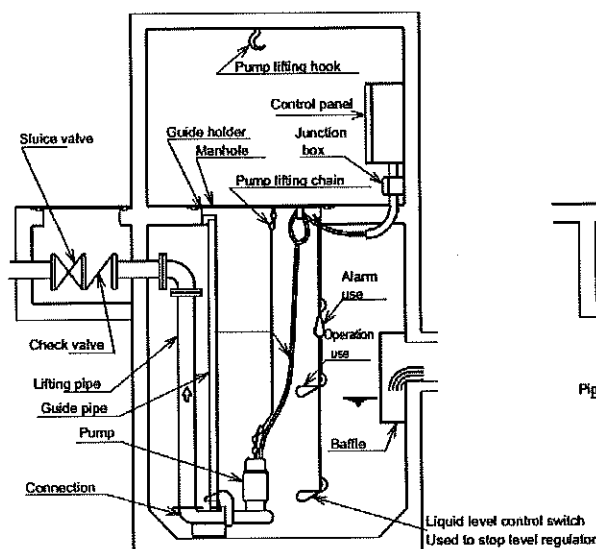 Pump lifting hook
Control panel
Guide holder
Junction
box
Sluice valve
Manhole
Pump lifting chain
Alarm
use
Operation
use
Check valve
Lifting pipe
Guide pipe
Pump
Baffle
Connection
Liquid level control switch
Used to stop level regulator
Pip